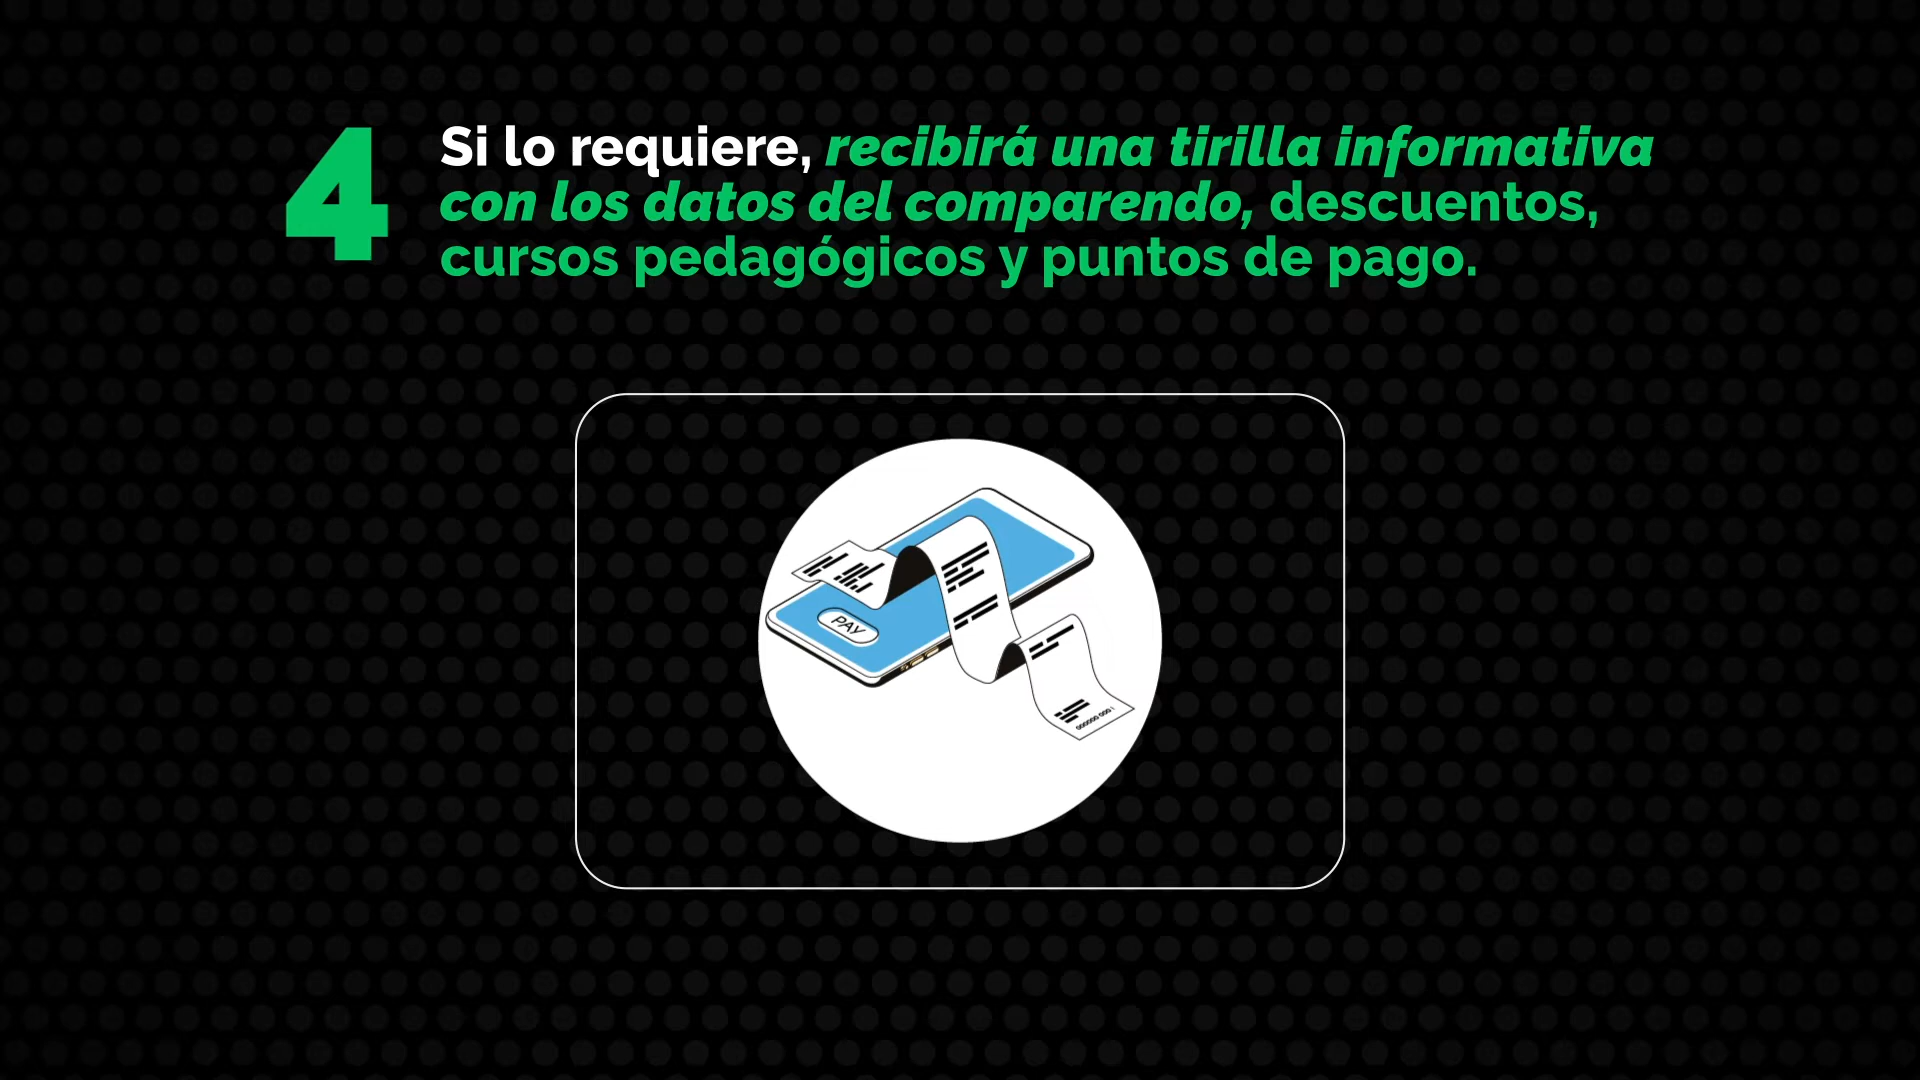 4
Si lo requiere, recibirá una tirilla informativa
con los datos del comparendo, descuentos,
cursos pedagógicos y puntos de pago.
PAY